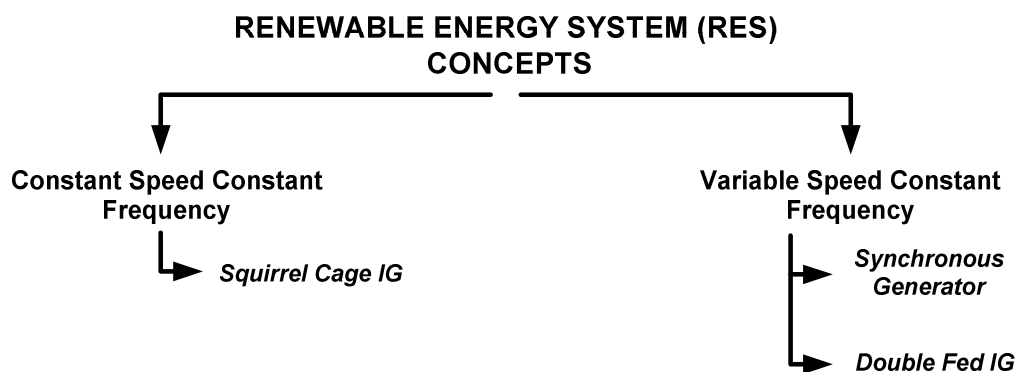 RENEWABLE ENERGY SYSTEM (RES)
CONCEPTS
Constant Speed Constant
Frequency
Squirrel Cage IG
Variable Speed Constant
Frequency
Synchronous
Generator
Double Fed IG